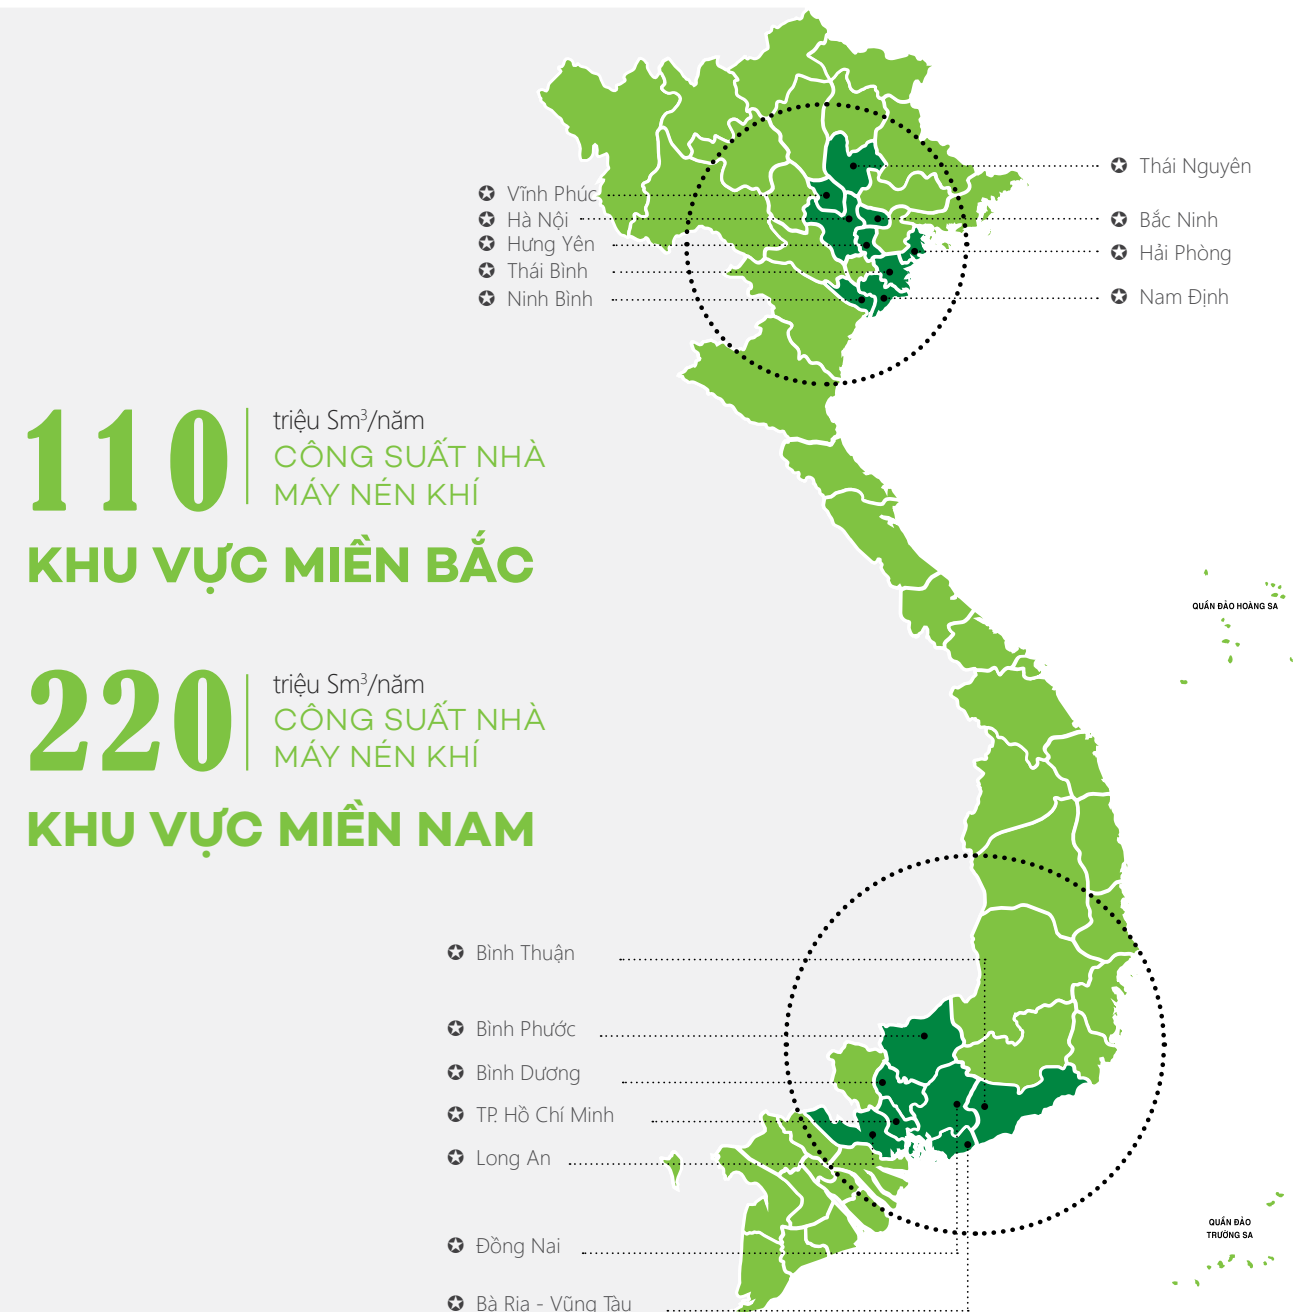 Vĩnh Phúc
Hà Nội
Hưng Yên
Thái Bình
Ninh Bình
Thái Nguyên
Bắc Ninh
Hải Phòng
Nam Định
110
triệu Sm³/năm
CÔNG SUẤT NHÀ
MÁY NÉN KHÍ
KHU VỰC MIỀN BẮC
QUẦN ĐẢO HOÀNG SA
220
triệu Sm³/năm
CÔNG SUẤT NHÀ
MÁY NÉN KHÍ
KHU VỰC MIỀN NAM
Bình Thuận
Bình Phước
Bình Dương
TP. Hồ Chí Minh
Long An
Đồng Nai
Bà Rịa - Vũng Tàu
QUẦN ĐẢO
TRƯỜNG SA